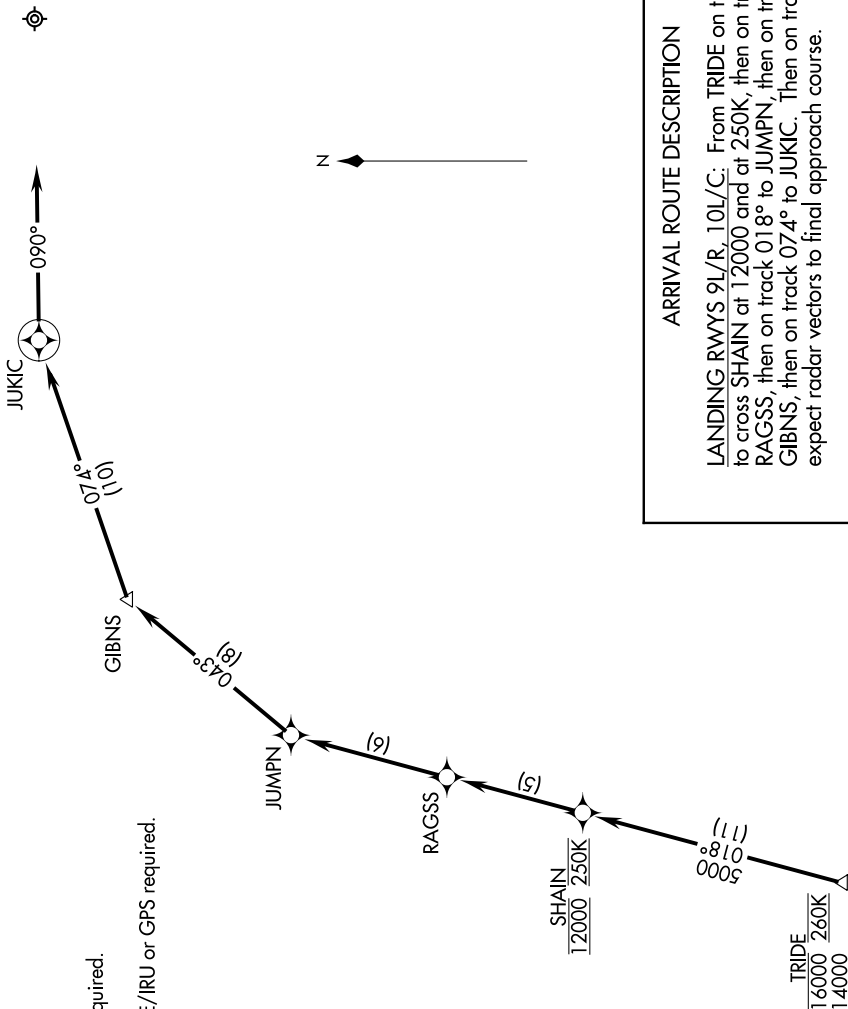 JUKIC
090°
074°
(10)
GIBNS
043°
(8)
N
JUMPN
(6)
RAGSS
(5)
SHAIN
12000 250K
5000
018°
(11)
TRIDE
16000 260K
14000
required.
/IRU or GPS required.
ARRIVAL ROUTE DESCRIPTION
LANDING RWYS 9L/R, 10L/C: From TRIDE on
to cross SHAIN at 12000 and at 250K, then on
RAGSS, then on track 018° to JUMPN, then on
GIBNS, then on track 074° to JUKIC. Then on
expect radar vectors to final approach course.